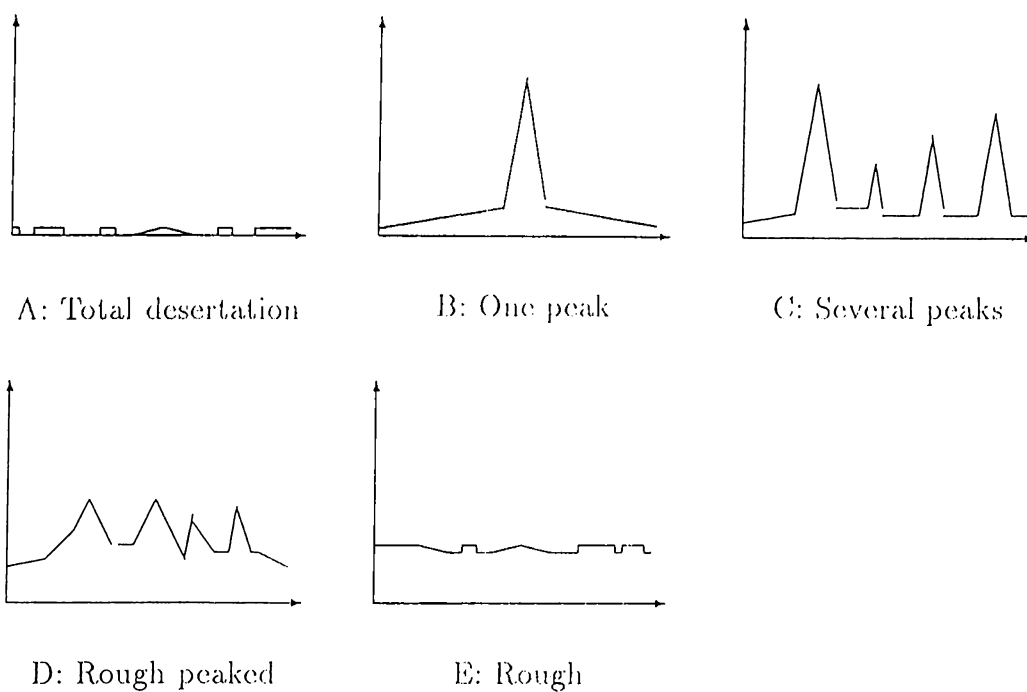 A: Total desertation
B: One peak
C: Several peaks
D: Rough peaked
E: Rough